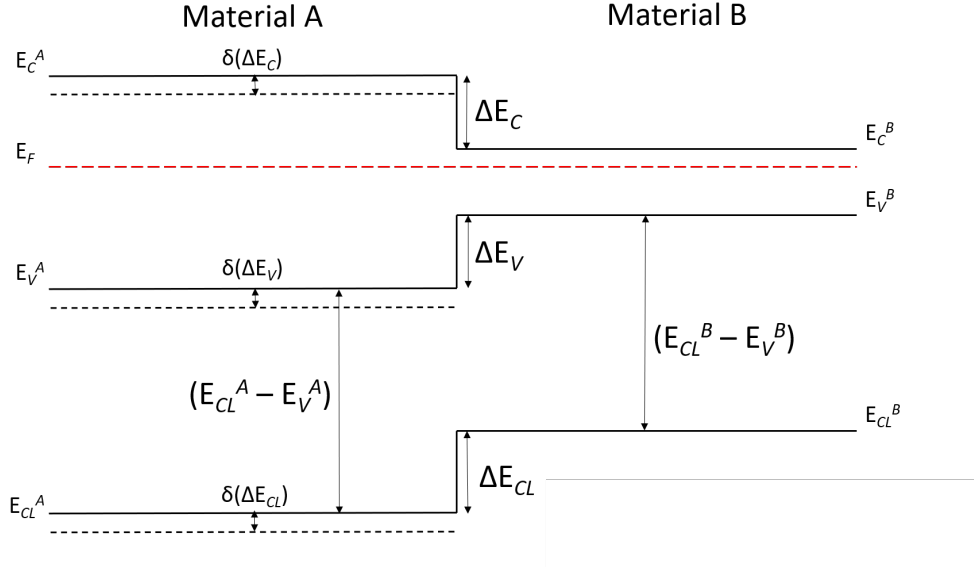 Material A
Material B
E_C^A
δ(ΔE_C)
ΔE_C
E_C^B
E_F
E_V^B
E_V^A
δ(ΔE_V)
ΔE_V
(E_CL^B – E_V^B)
(E_CL^A – E_V^A)
E_CL^B
E_CL^A
δ(ΔE_CL)
ΔE_CL